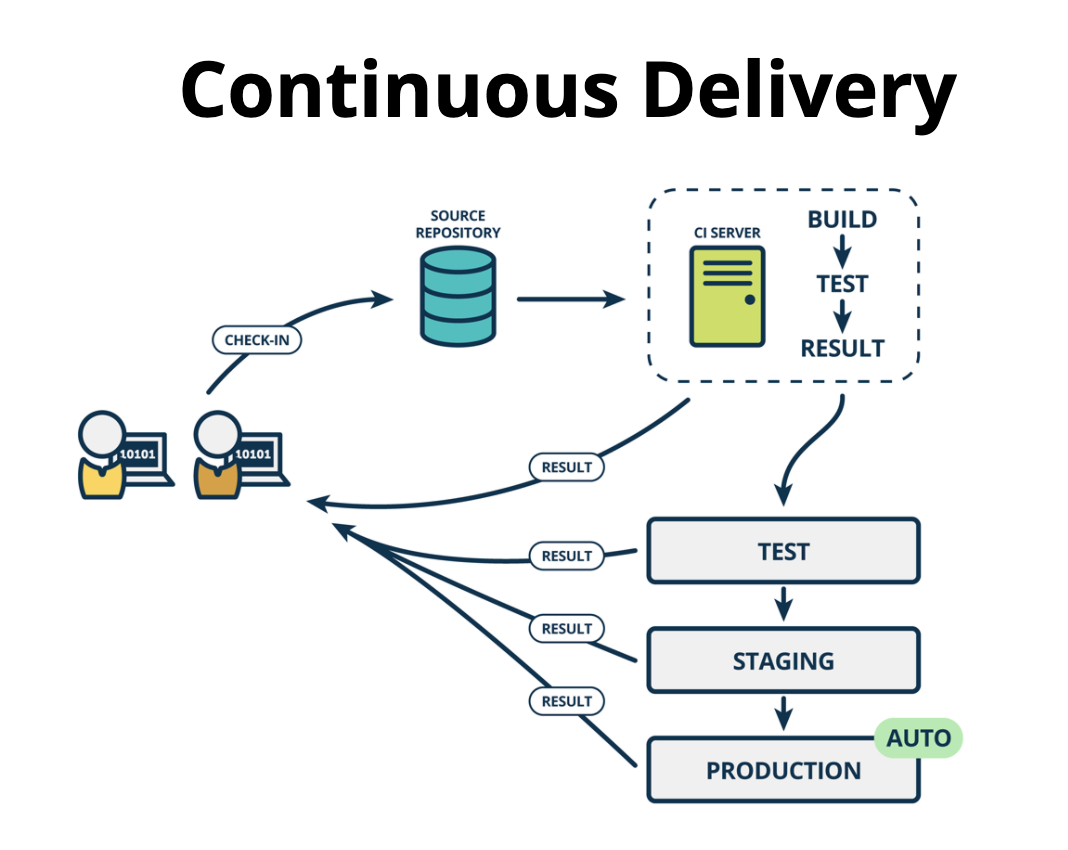 Continuous Delivery
SOURCE
REPOSITORY
CI SERVER
BUILD
TEST
RESULT
CHECK-IN
10101
10101
RESULT
RESULT
TEST
RESULT
STAGING
RESULT
AUTO
PRODUCTION